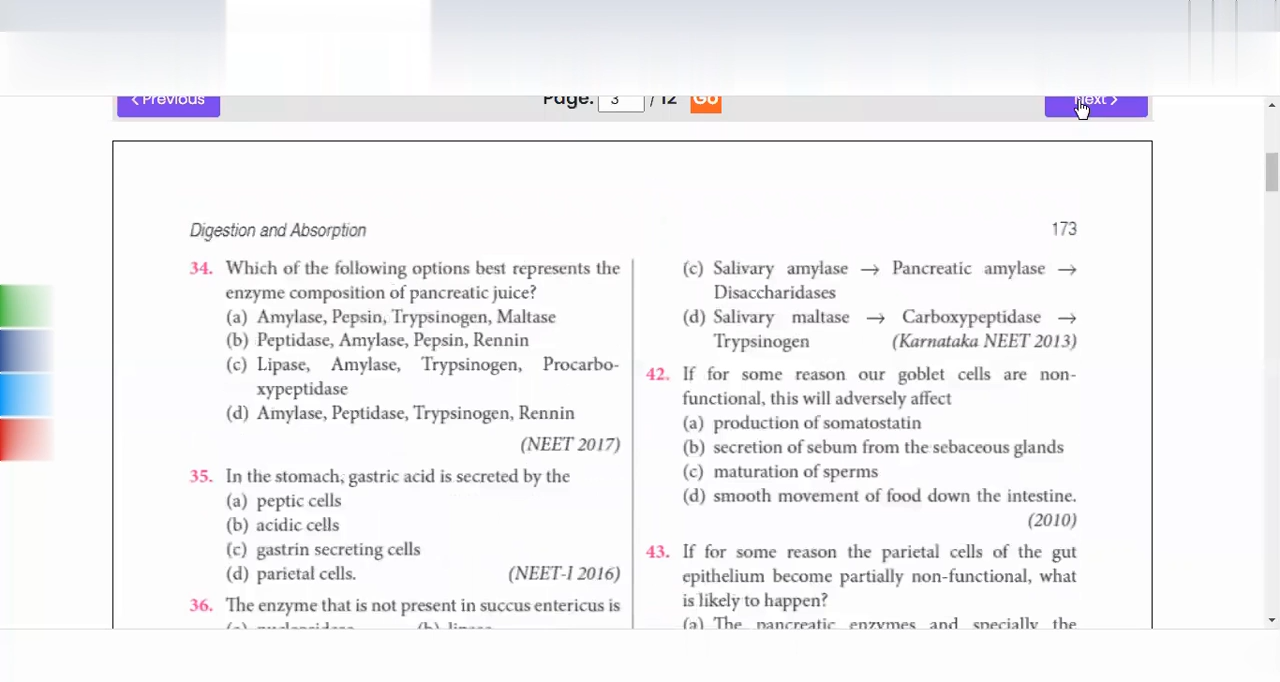 Previous
Page: 3 / 12 Go
Next
Digestion and Absorption
173
34. Which of the following options best represents the
enzyme composition of pancreatic juice?
(a) Amylase, Pepsin, Trypsinogen, Maltase
(b) Peptidase, Amylase, Pepsin, Rennin
(c) Lipase, Amylase, Trypsinogen, Procarbo-
xypeptidase
(d) Amylase, Peptidase, Trypsinogen, Rennin
(NEET 2017)
35. In the stomach, gastric acid is secreted by the
(a) peptic cells
(b) acidic cells
(c) gastrin secreting cells
(d) parietal cells. (NEET-I 2016)
36. The enzyme that is not present in succus entericus is
(c) Salivary amylase → Pancreatic amylase →
Disaccharidases
(d) Salivary maltase → Carboxypeptidase →
Trypsinogen (Karnataka NEET 2013)
42. If for some reason our goblet cells are non-
functional, this will adversely affect
(a) production of somatostatin
(b) secretion of sebum from the sebaceous glands
(c) maturation of sperms
(d) smooth movement of food down the intestine.
(2010)
43. If for some reason the parietal cells of the gut
epithelium become partially non-functional, what
is likely to happen?
(a) The pancreatic enzymes and specially the